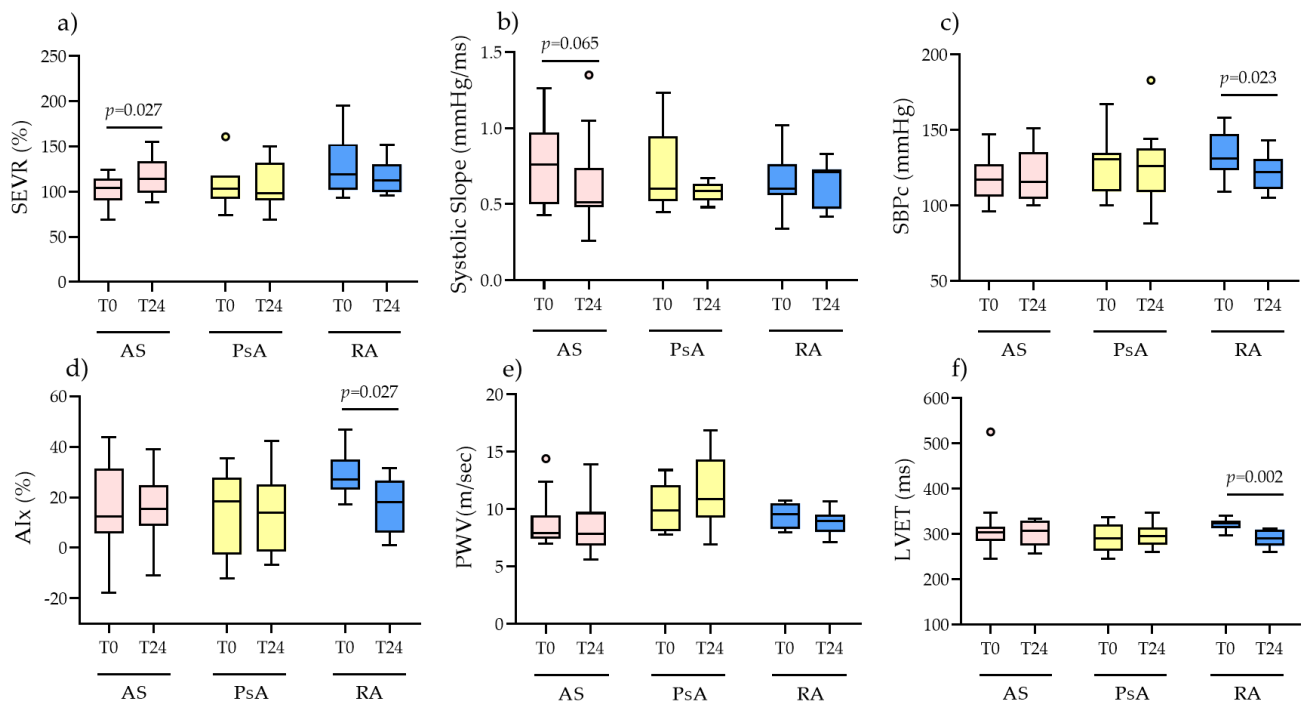 a)
SEVR (%)
250
200
150
100
50
0
p=0.027
T0 T24 T0 T24 T0 T24
AS PsA RA
b)
Systolic Slope (mmHg/ms)
1.5
1.0
0.5
0.0
p=0.065
T0 T24 T0 T24 T0 T24
AS PsA RA
c)
SBPc (mmHg)
200
150
100
50
p=0.023
T0 T24 T0 T24 T0 T24
AS PsA RA
d)
AIx (%)
60
40
20
0
-20
p=0.027
T0 T24 T0 T24 T0 T24
AS PsA RA
e)
PWV(m/sec)
20
15
10
5
0
T0 T24 T0 T24 T0 T24
AS PsA RA
f)
LVET (ms)
600
500
400
300
200
100
p=0.002
T0 T24 T0 T24 T0 T24
AS PsA RA